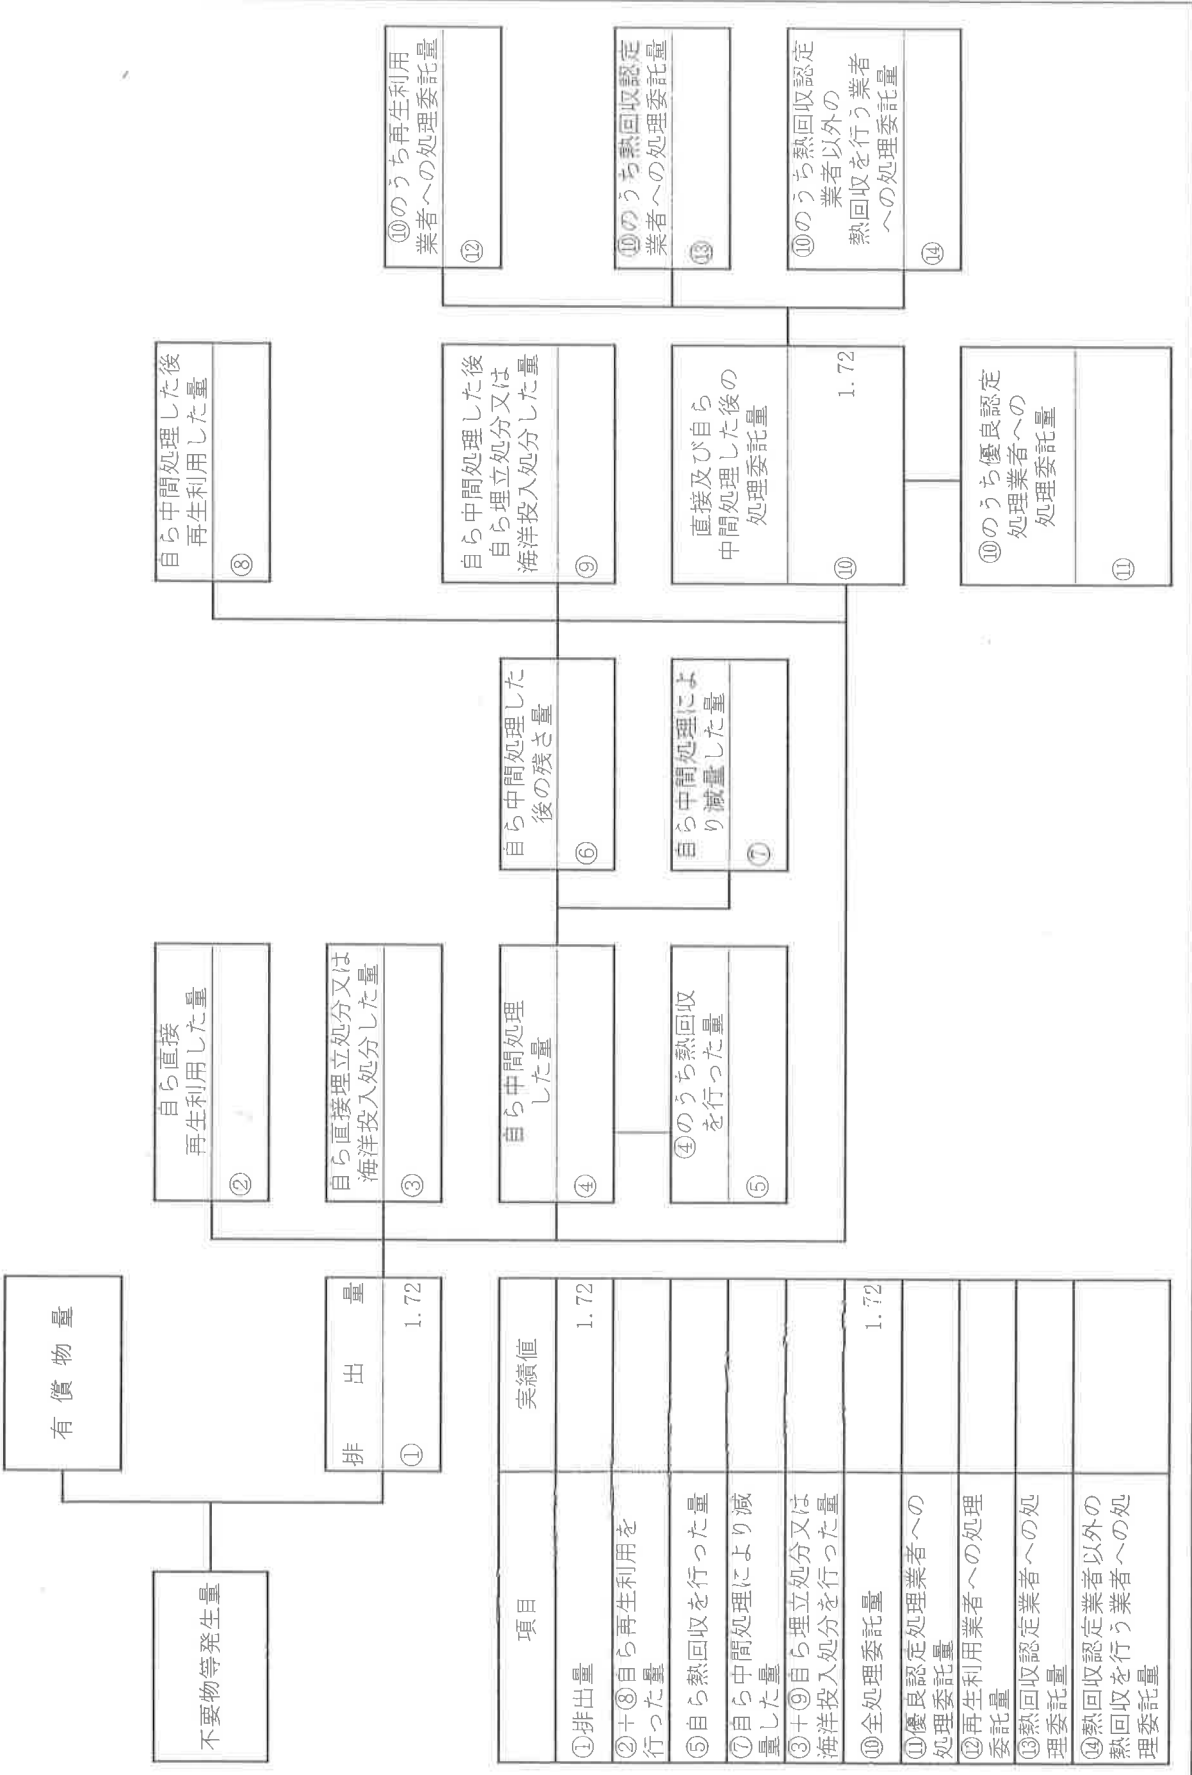 不要物等発生量
有償物量
排出量
① 1.72
自ら直接
再生利用した量
②
自ら直接埋立処分又は
海洋投入処分した量
③
自ら中間処理
した量
④
④のうち熱回収
を行った量
⑤
自ら中間処理した
後の残さ量
⑥
自ら中間処理によ
り減量した量
⑦
自ら中間処理した後
再生利用した量
⑧
自ら中間処理した後
自ら埋立処分又は
海洋投入処分した量
⑨
直接及び自ら
中間処理した後の
処理委託量
⑩ 1.72
⑩のうち優良認定
処理業者への
処理委託量
⑪
⑩のうち再生利用
業者への処理委託量
⑫
⑩のうち熱回収認定
業者への処理委託量
⑬
⑩のうち熱回収認定
業者以外の
熱回収を行う業者
への処理委託量
⑭
項目 実績値
①排出量 1.72
②+⑧自ら再生利用を
行った量
⑤自ら熱回収を行った量
⑦自ら中間処理により減
量した量
③+⑨自ら埋立処分又は
海洋投入処分を行った量
⑩全処理委託量 1.72
⑪優良認定処理業者への
処理委託量
⑫再生利用業者への処理
委託量
⑬熱回収認定業者への処
理委託量
⑭熱回収認定業者以外の
熱回収を行う業者への処
理委託量